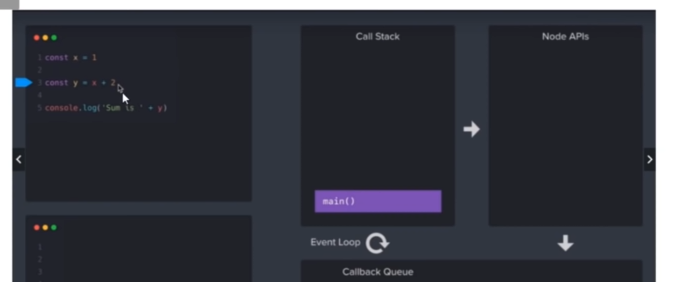 1 const x = 1
2
3 const y = x + 2
4
5 console.log('Sum is ' + y)
Call Stack
main()
Node APIs
Event Loop
Callback Queue
1
2
3